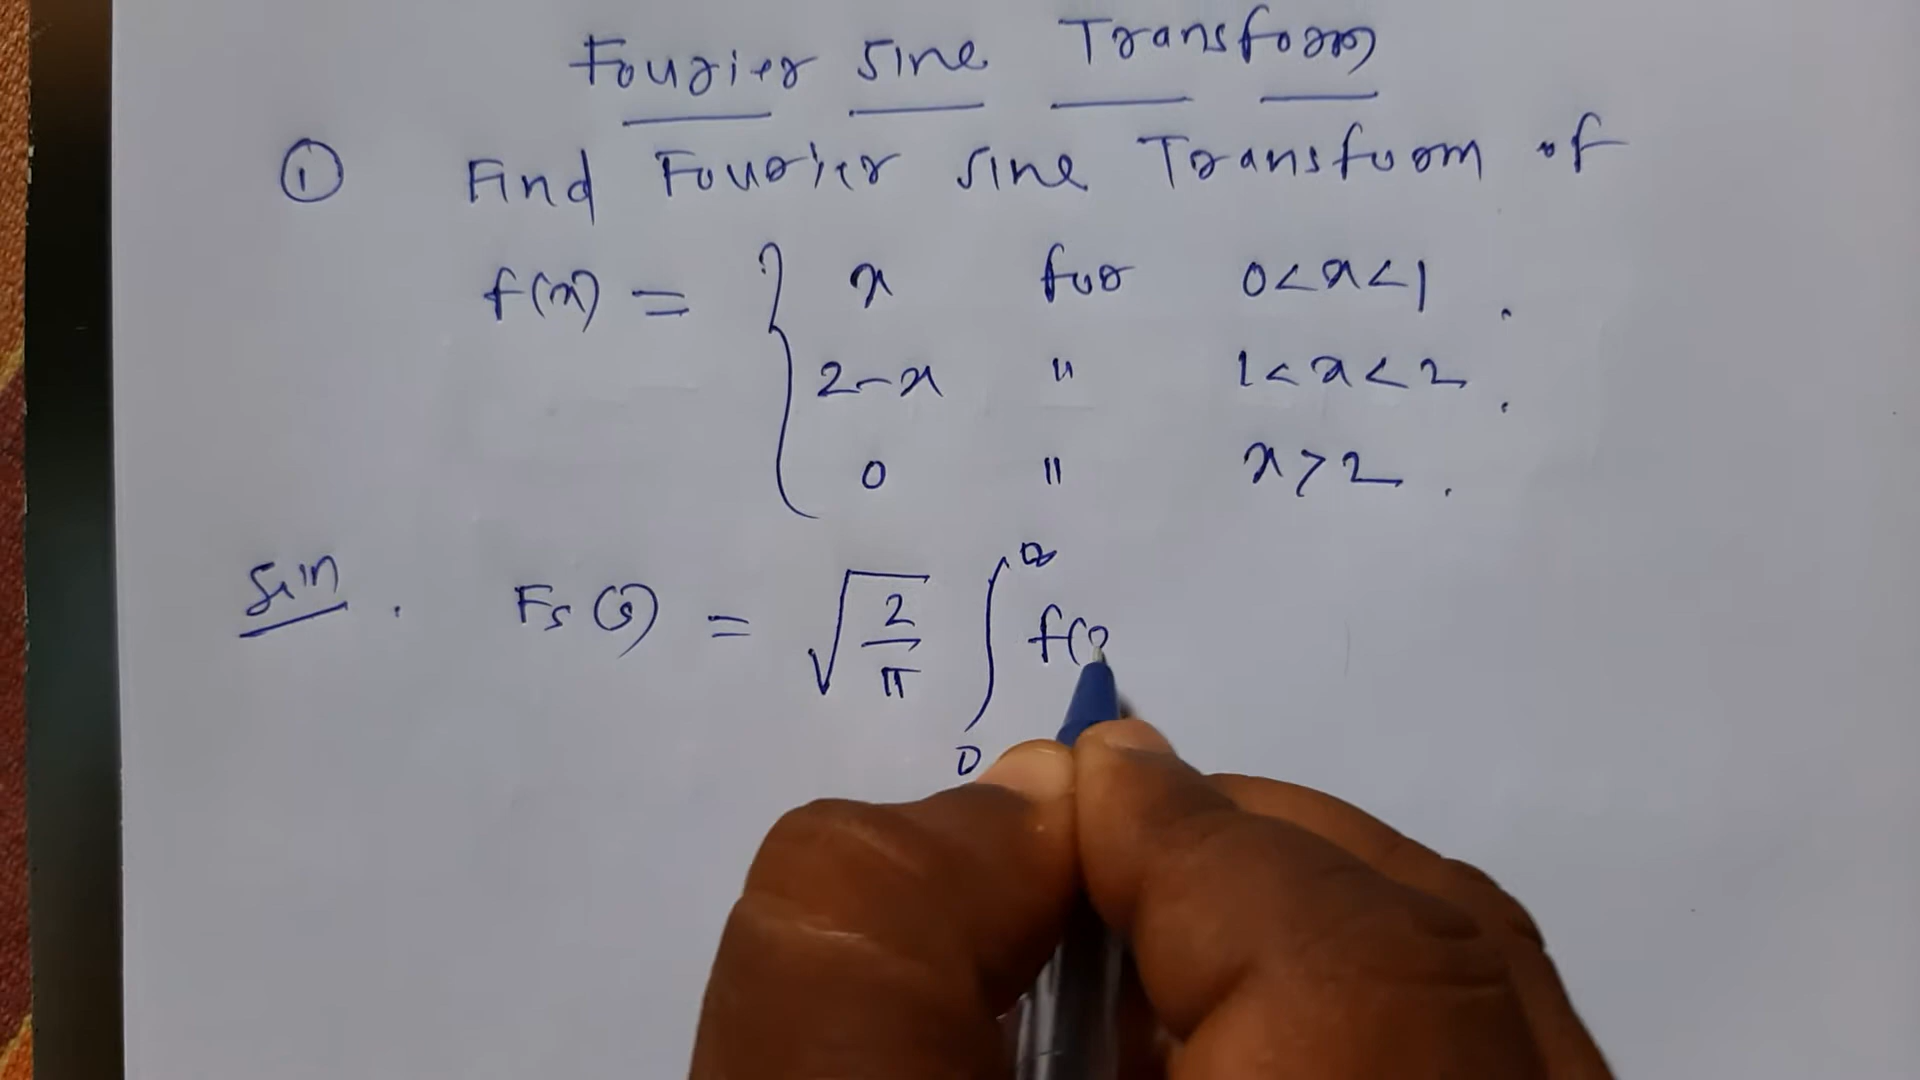 Fourier Sine Transform
① Find Fourier Sine Transform of
f(x) = { x for 0<x<1 .
2-x " 1<x<2 .
0 " x>2 .
Soln . Fs(s) = √(2/π) ∫₀^∞ f(x